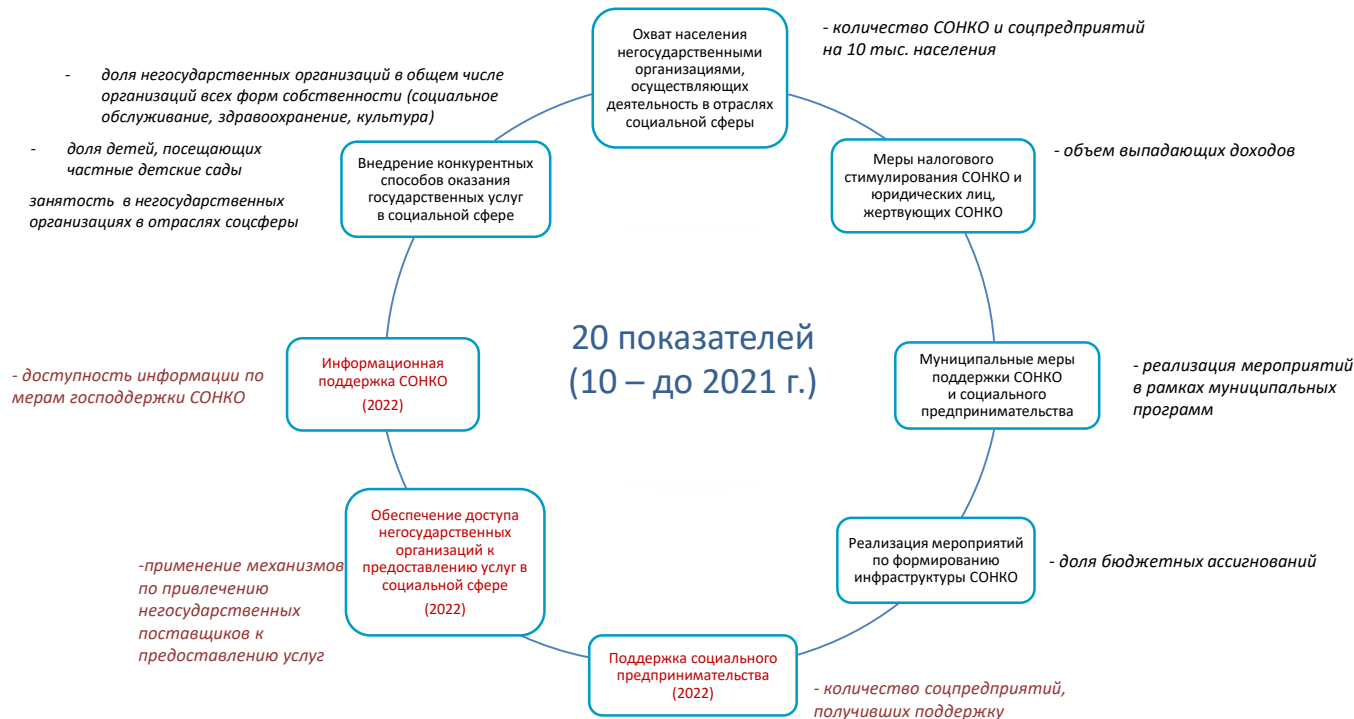 Охват населения
негосударственными
организациями,
осуществляющих
деятельность в отраслях
социальной сферы
- количество СОНКО и соцпредприятий
на 10 тыс. населения
Меры налогового
стимулирования СОНКО и
юридических лиц,
жертвующих СОНКО
- объем выпадающих доходов
Муниципальные меры
поддержки СОНКО
и социального
предпринимательства
- реализация мероприятий
в рамках муниципальных
программ
Реализация мероприятий
по формированию
инфраструктуры СОНКО
- доля бюджетных ассигнований
Поддержка социального
предпринимательства
(2022)
- количество соцпредприятий,
получивших поддержку
Обеспечение доступа
негосударственных
организаций к
предоставлению услуг в
социальной сфере
(2022)
-применение механизмов
по привлечению
негосударственных
поставщиков к
предоставлению услуг
Информационная
поддержка СОНКО
(2022)
- доступность информации по
мерам господдержки СОНКО
Внедрение конкурентных
способов оказания
государственных услуг
в социальной сфере
- доля негосударственных организаций в общем числе
организаций всех форм собственности (социальное
обслуживание, здравоохранение, культура)
- доля детей, посещающих
частные детские сады
занятость в негосударственных
организациях в отраслях соцсферы
20 показателей
(10 – до 2021 г.)